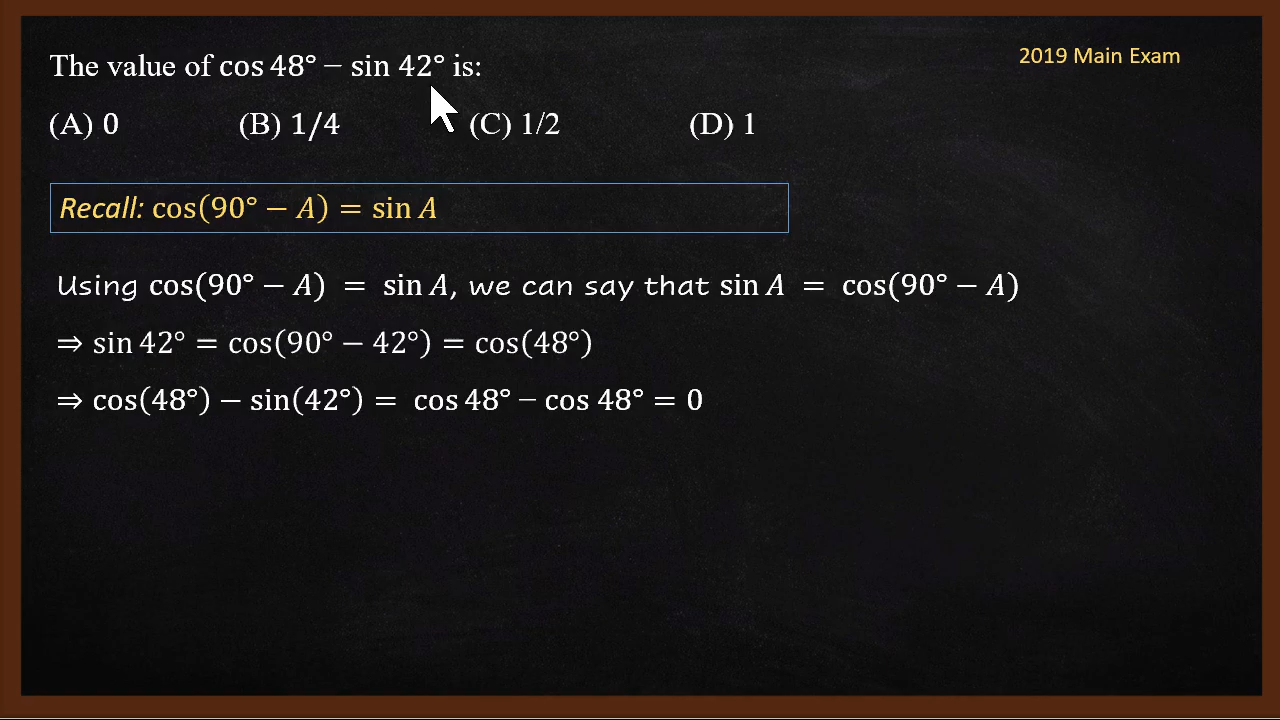 The value of cos 48° − sin 42° is:
2019 Main Exam
(A) 0 (B) 1/4 (C) 1/2 (D) 1
Recall: cos(90° − A) = sin A
Using cos(90° − A) = sin A, we can say that sin A = cos(90° − A)
⇒ sin 42° = cos(90° − 42°) = cos(48°)
⇒ cos(48°) − sin(42°) = cos 48° – cos 48° = 0